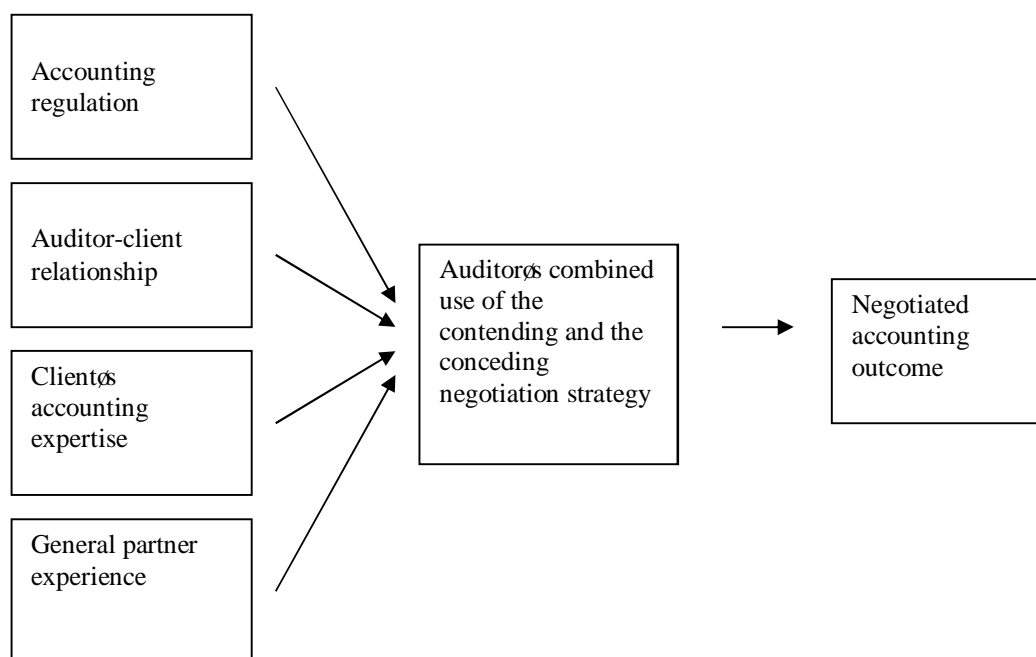 Accounting
regulation
Auditor-client
relationship
Clientøs
accounting
expertise
General partner
experience
Auditorøs combined
use of the
contending and the
conceding
negotiation strategy
Negotiated
accounting
outcome